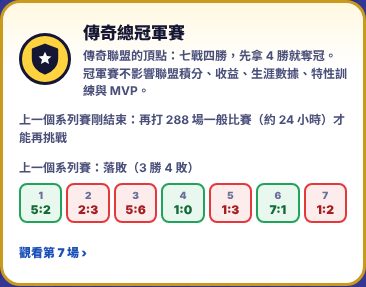 傳奇總冠軍賽
傳奇聯盟的頂點：七戰四勝，先拿 4 勝就奪冠。
冠軍賽不影響聯盟積分、收益、生涯數據、特性訓
練與 MVP。
上一個系列賽剛結束：再打 288 場一般比賽（約 24 小時）才
能再挑戰
上一個系列賽：落敗（3 勝 4 敗）
1 2 3 4 5 6 7
5:2 2:3 5:6 1:0 1:3 7:1 1:2
觀看第 7 場 ›